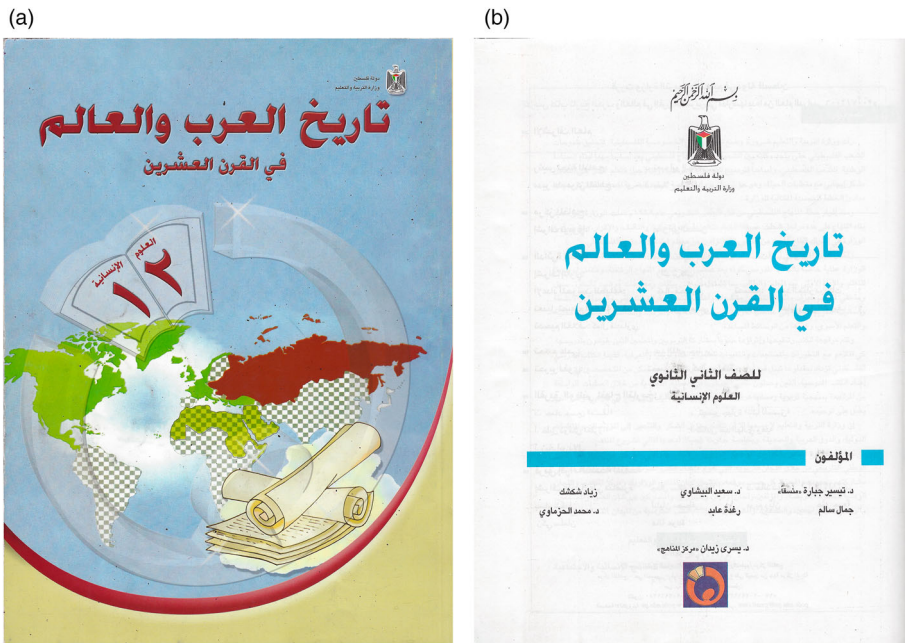 (a)
دولة فلسطين
وزارة التربية والتعليم
تاريخ العرب والعالم
في القرن العشرين
العلوم الإنسانية
١٢
(b)
بسم الله الرحمن الرحيم
دولة فلسطين
وزارة التربية والتعليم
تاريخ العرب والعالم
في القرن العشرين
للصف الثاني الثانوي
العلوم الإنسانية
المؤلفون
د. تيسير جبارة «منسقاً» د. سعيد البيشاوي زياد شكشك
جمال سالم رغدة عابد د. محمد الحزماوي
د. يسرى زيدان «مركز المناهج»